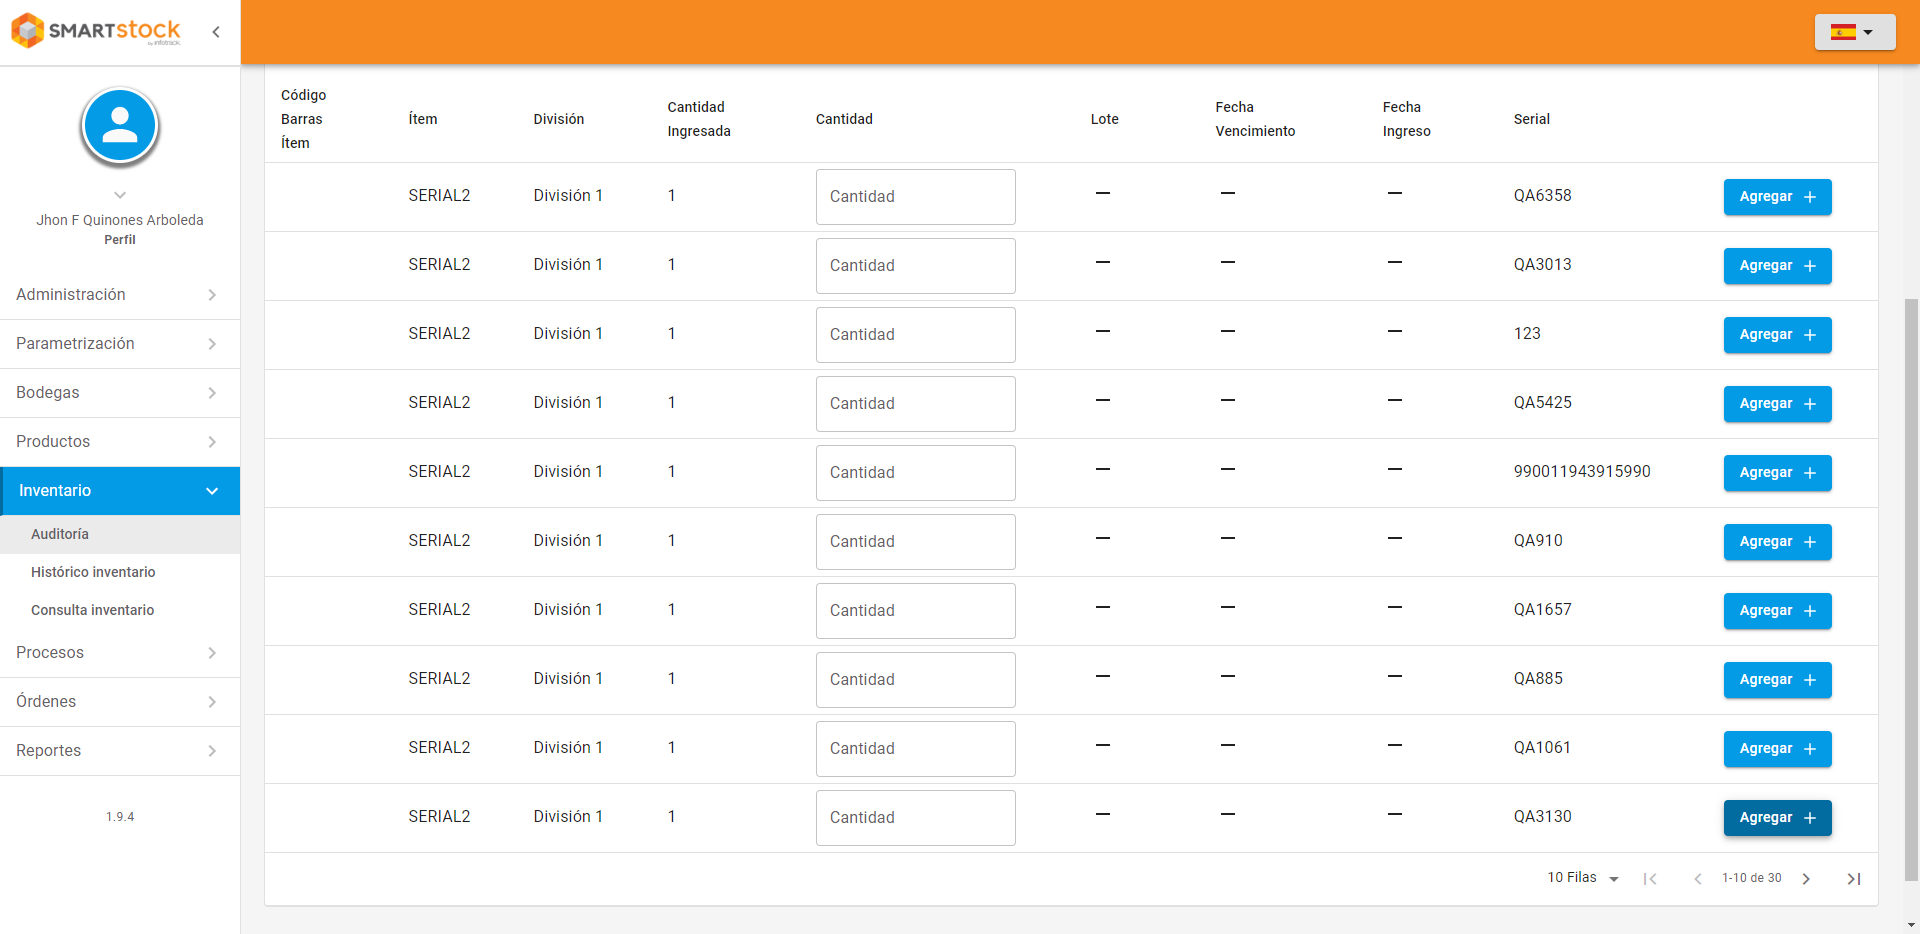 SMARTstock
by infotrack.
Jhon F Quinones Arboleda
Perfil
Administración
Parametrización
Bodegas
Productos
Inventario
Auditoría
Histórico inventario
Consulta inventario
Procesos
Órdenes
Reportes
1.9.4
Código Barras Ítem Ítem División Cantidad Ingresada Cantidad Lote Fecha Vencimiento Fecha Ingreso Serial
SERIAL2 División 1 1 Cantidad — — — QA6358 Agregar +
SERIAL2 División 1 1 Cantidad — — — QA3013 Agregar +
SERIAL2 División 1 1 Cantidad — — — 123 Agregar +
SERIAL2 División 1 1 Cantidad — — — QA5425 Agregar +
SERIAL2 División 1 1 Cantidad — — — 990011943915990 Agregar +
SERIAL2 División 1 1 Cantidad — — — QA910 Agregar +
SERIAL2 División 1 1 Cantidad — — — QA1657 Agregar +
SERIAL2 División 1 1 Cantidad — — — QA885 Agregar +
SERIAL2 División 1 1 Cantidad — — — QA1061 Agregar +
SERIAL2 División 1 1 Cantidad — — — QA3130 Agregar +
10 Filas 1-10 de 30